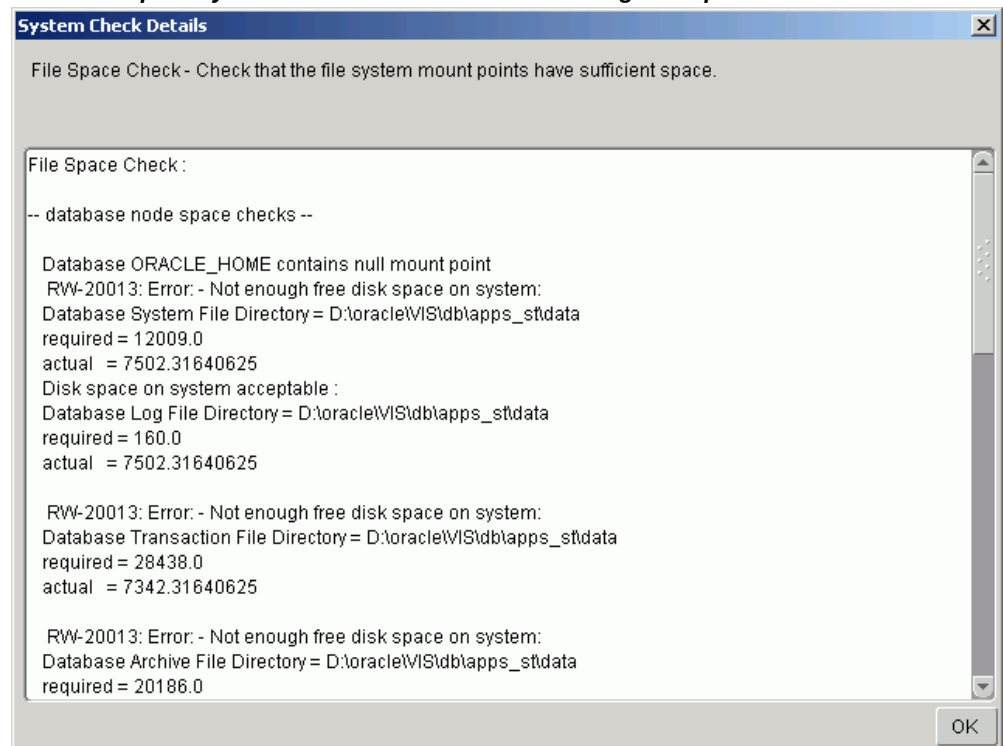 System Check Details
File Space Check - Check that the file system mount points have sufficient space.
File Space Check :
-- database node space checks --
Database ORACLE_HOME contains null mount point
RW-20013: Error: - Not enough free disk space on system:
Database System File Directory = D:\oracle\VIS\db\apps_st\data
required = 12009.0
actual = 7502.31640625
Disk space on system acceptable :
Database Log File Directory = D:\oracle\VIS\db\apps_st\data
required = 160.0
actual = 7502.31640625
RW-20013: Error: - Not enough free disk space on system:
Database Transaction File Directory = D:\oracle\VIS\db\apps_st\data
required = 28438.0
actual = 7342.31640625
RW-20013: Error: - Not enough free disk space on system:
Database Archive File Directory = D:\oracle\VIS\db\apps_st\data
required = 20186.0
OK